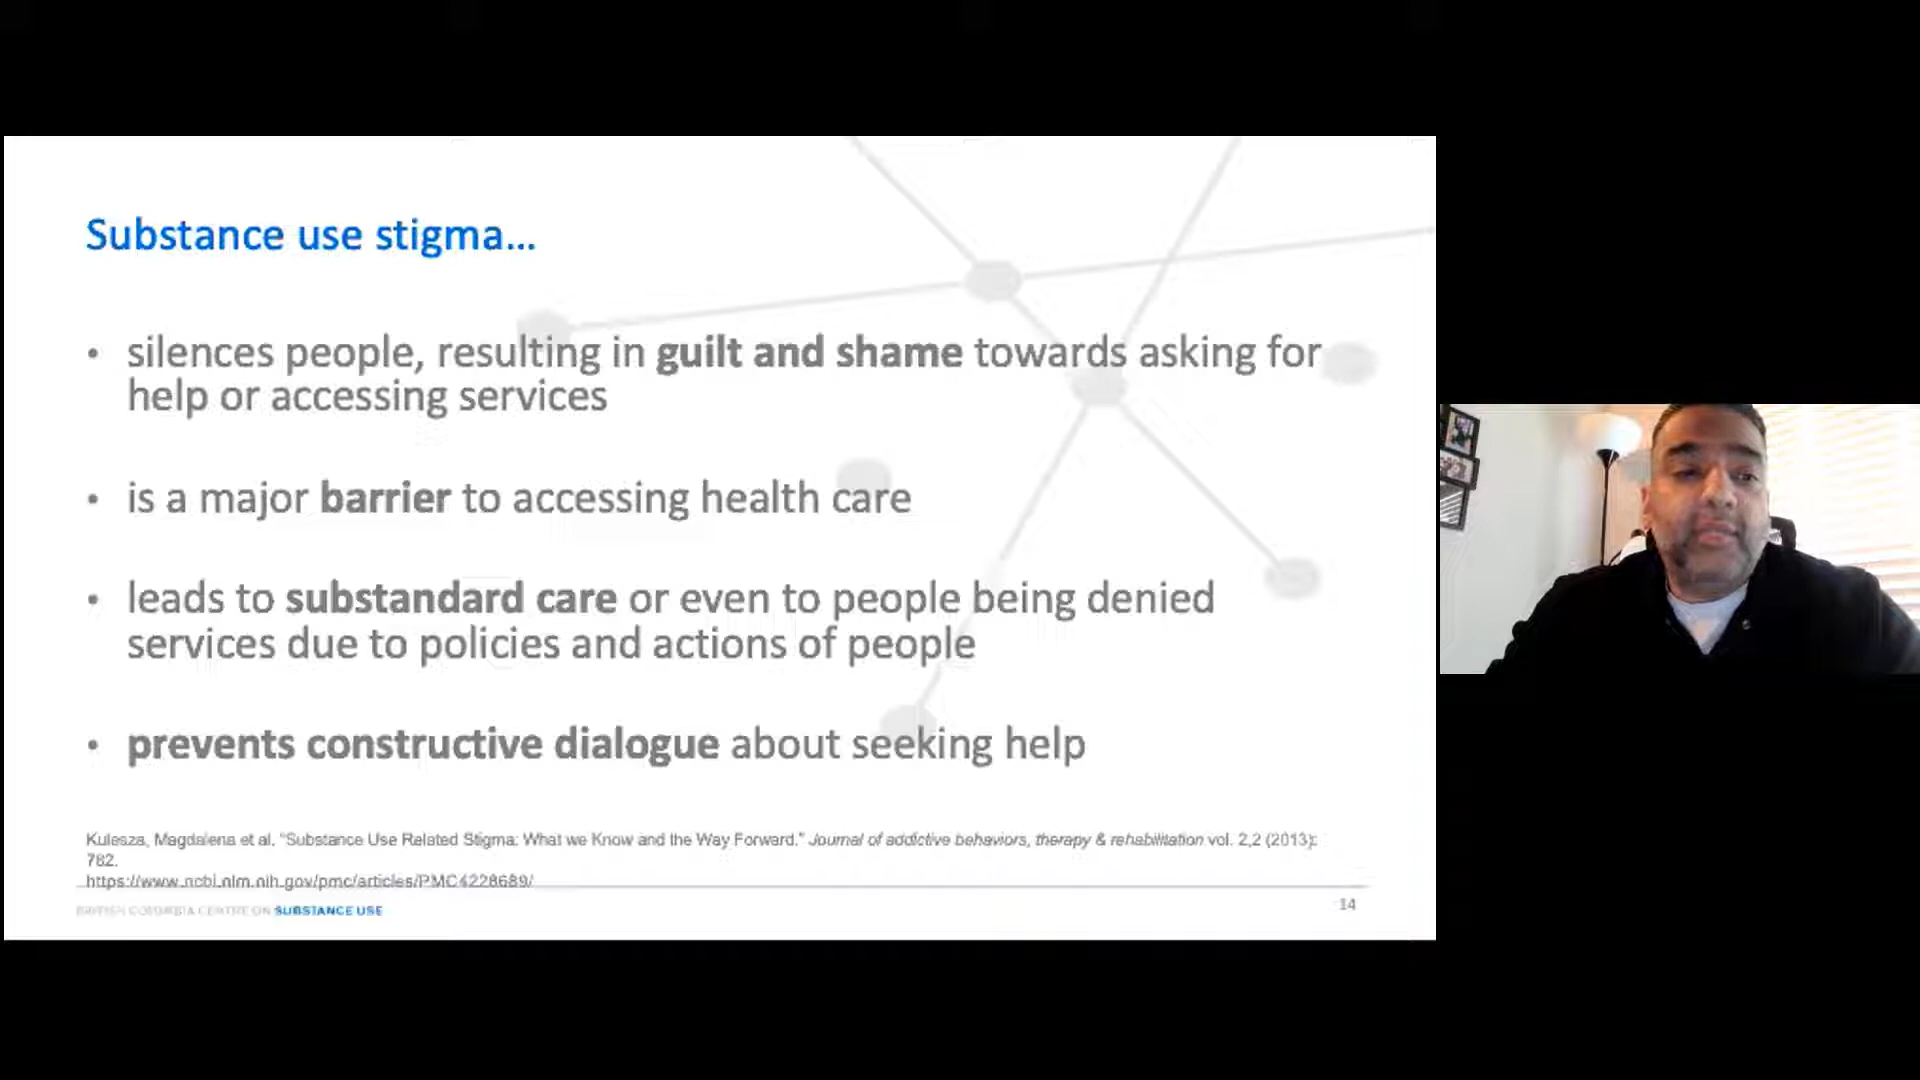 Substance use stigma...
• silences people, resulting in guilt and shame towards asking for
help or accessing services
• is a major barrier to accessing health care
• leads to substandard care or even to people being denied
services due to policies and actions of people
• prevents constructive dialogue about seeking help
Kulesza, Magdalena et al. “Substance Use Related Stigma: What we Know and the Way Forward.” Journal of addictive behaviors, therapy & rehabilitation vol. 2,2 (2013):
782.
https://www.ncbi.nlm.nih.gov/pmc/articles/PMC4228689/
BRITISH COLUMBIA CENTRE ON SUBSTANCE USE
14